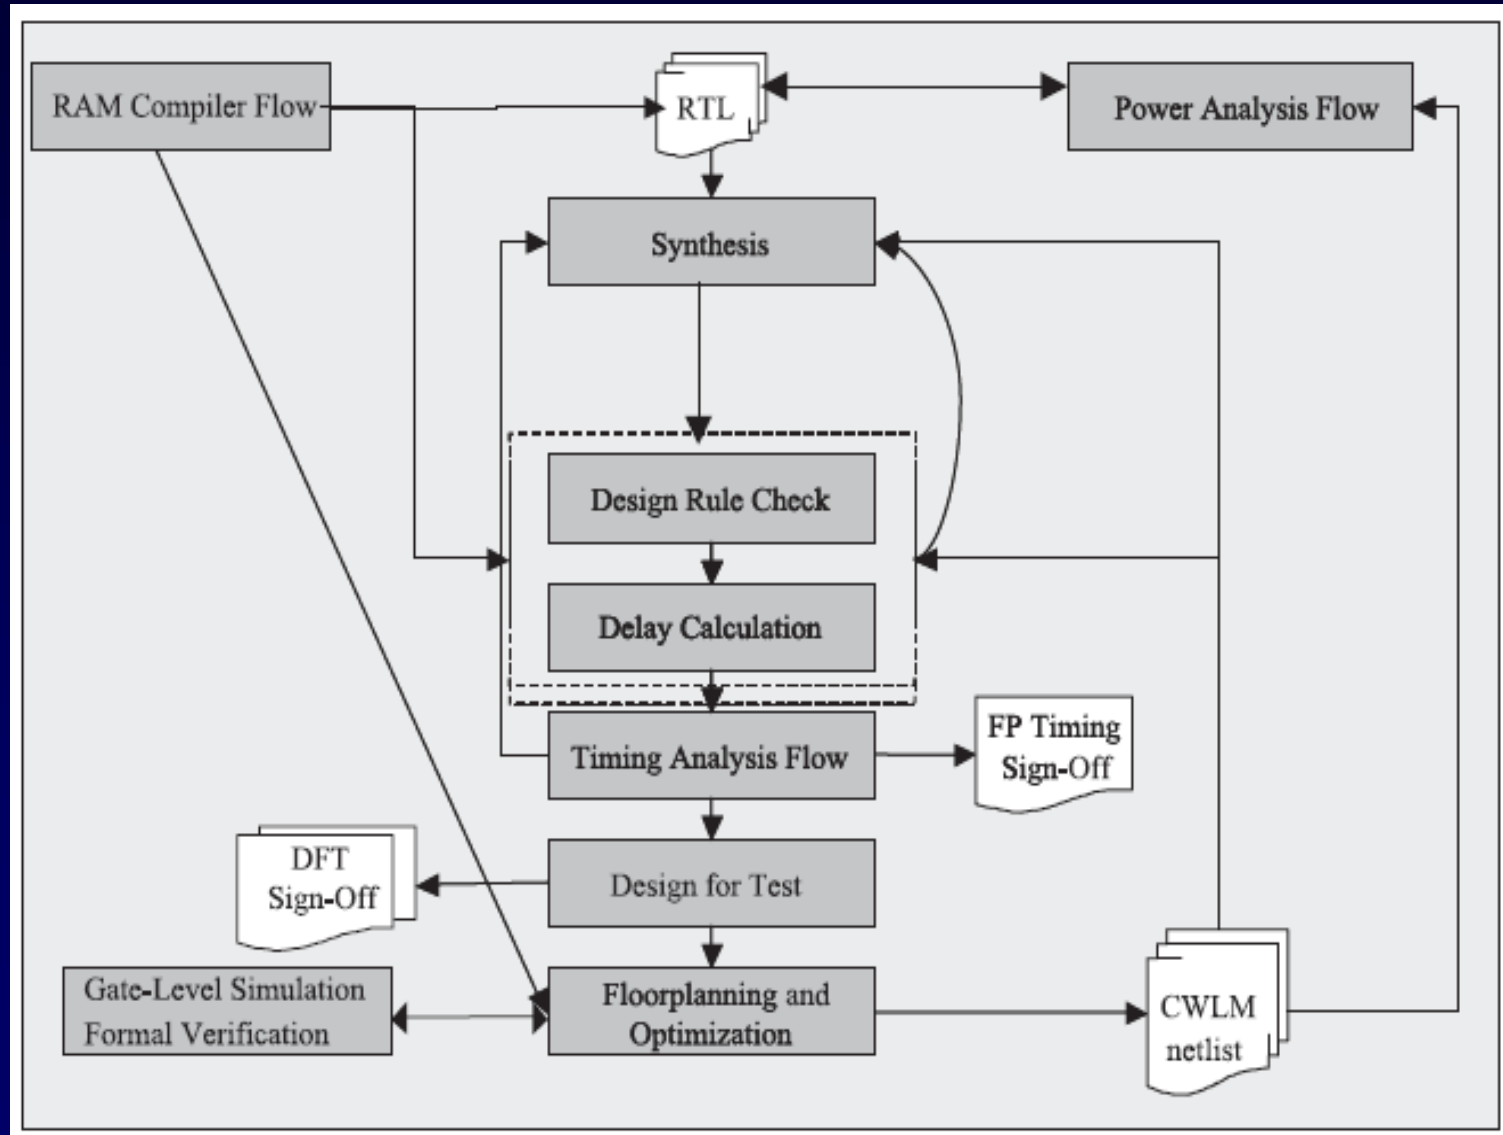 RAM Compiler Flow
RTL
Power Analysis Flow
Synthesis
Design Rule Check
Delay Calculation
Timing Analysis Flow
FP Timing
Sign-Off
DFT
Sign-Off
Design for Test
Gate-Level Simulation
Formal Verification
Floorplanning and
Optimization
CWLM
netlist